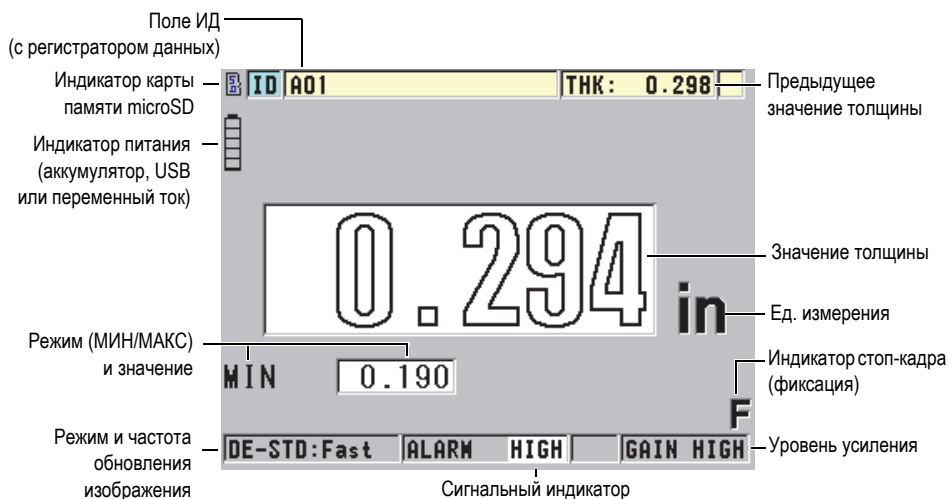 Поле ИД
(с регистратором данных)
Индикатор карты
памяти microSD
ID A01 THK: 0.298
Предыдущее
значение толщины
Индикатор питания
(аккумулятор, USB
или переменный ток)
0.294
Значение толщины
in
Ед. измерения
Режим (МИН/МАКС)
и значение
MIN 0.190
Индикатор стоп-кадра
(фиксация)
F
Режим и частота
обновления
изображения
DE-STD:Fast ALARM HIGH GAIN HIGH
Уровень усиления
Сигнальный индикатор